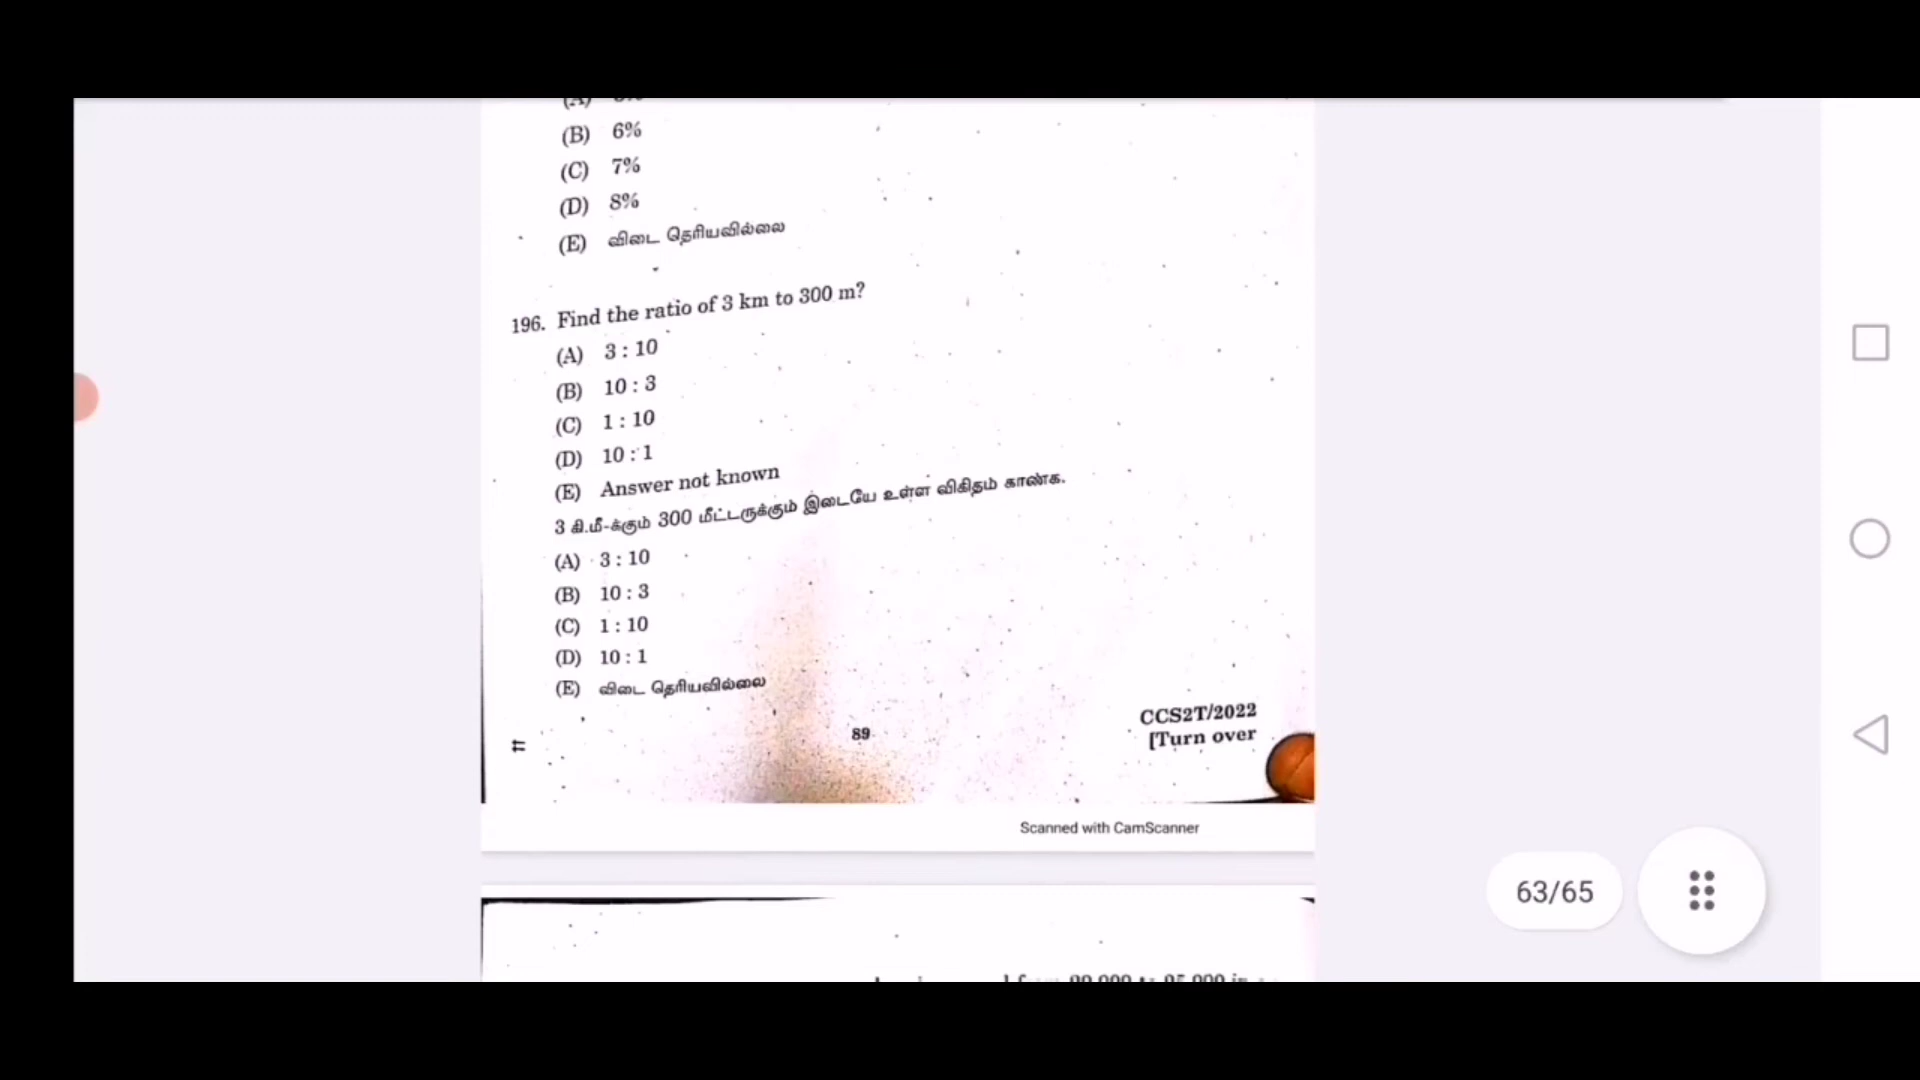 (B) 6%
(C) 7%
(D) 8%
(E) விடை தெரியவில்லை
196. Find the ratio of 3 km to 300 m?
(A) 3 : 10
(B) 10 : 3
(C) 1 : 10
(D) 10 : 1
(E) Answer not known
3 கி.மீ-க்கும் 300 மீட்டருக்கும் இடையே உள்ள விகிதம் காண்க.
(A) 3 : 10
(B) 10 : 3
(C) 1 : 10
(D) 10 : 1
(E) விடை தெரியவில்லை
89
CCS2T/2022
[Turn over
Scanned with CamScanner
63/65